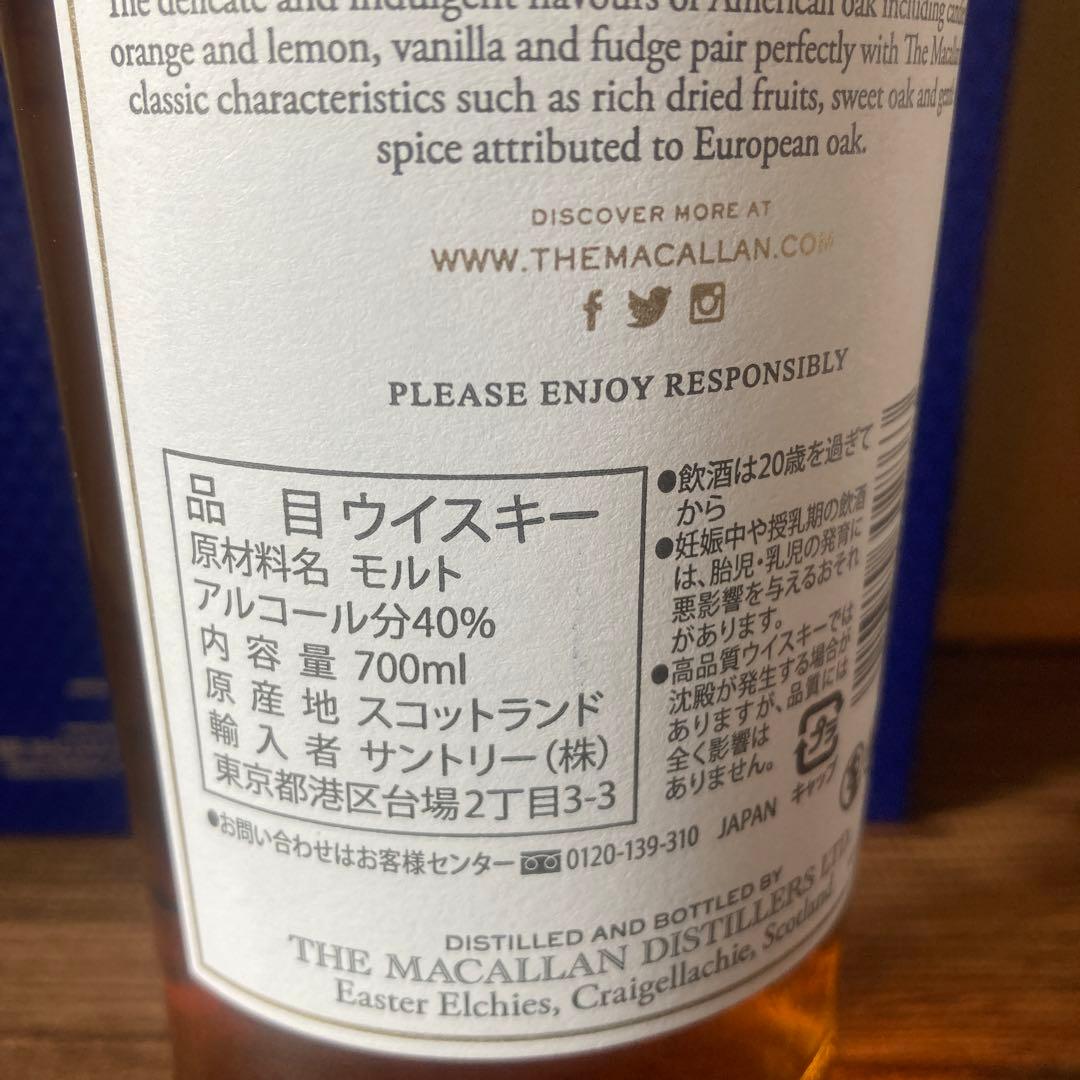 The delicate and indulgent flavours of American oak including
orange and lemon, vanilla and fudge pair perfectly with The
classic characteristics such as rich dried fruits, sweet oak and
spice attributed to European oak.
DISCOVER MORE AT
WWW.THEMACALLAN.COM
PLEASE ENJOY RESPONSIBLY
品 目 ウイスキー
原材料名 モルト
アルコール分40%
内容量 700ml
原産地 スコットランド
輸入者 サントリー(株)
東京都港区台場2丁目3-3
●飲酒は20歳を過ぎて
から
●妊娠中や授乳期の飲酒
は、胎児・乳児の発育に
悪影響を与えるおそれ
があります。
●高品質ウイスキーでは
沈殿が発生する場合が
ありますが、品質には
全く影響は
ありません。
プラ
キャップ
●お問い合わせはお客様センター 0120-139-310 JAPAN
DISTILLED AND BOTTLED BY
THE MACALLAN DISTILLERS LTD
Easter Elchies, Craigellachie, Scotland